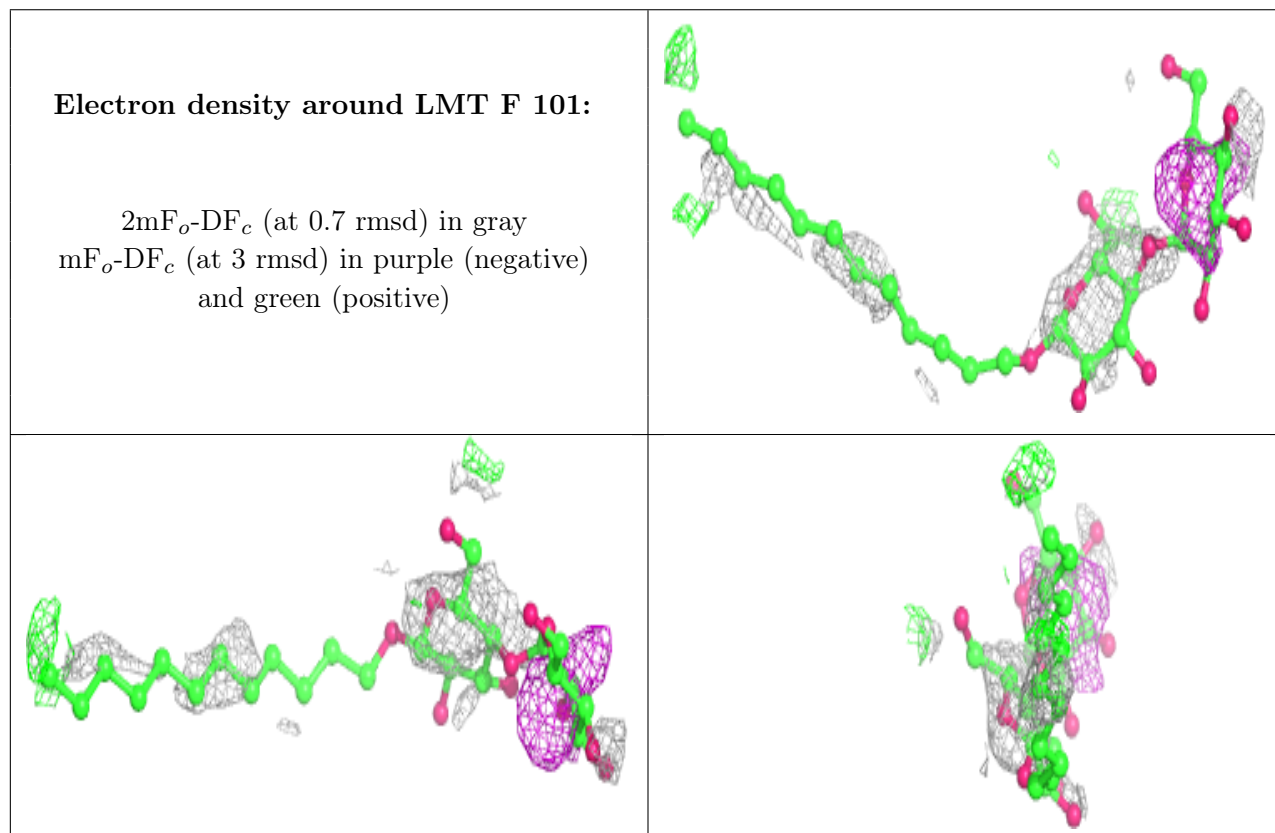 Electron density around LMT F 101:
2mFₒ-DF𝒸 (at 0.7 rmsd) in gray
mFₒ-DF𝒸 (at 3 rmsd) in purple (negative)
and green (positive)